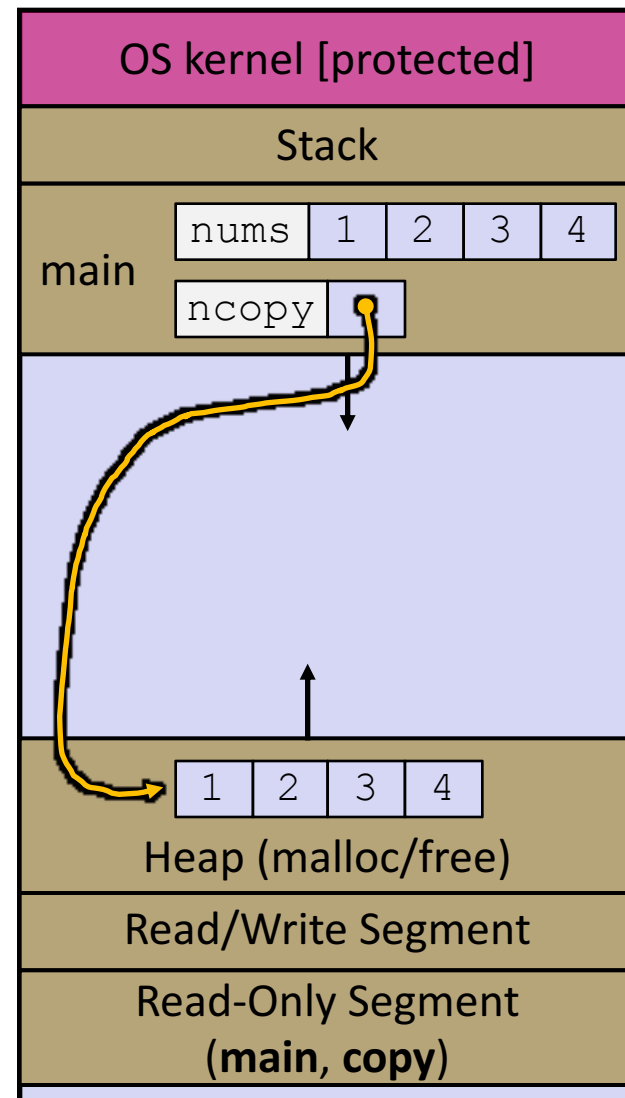 OS kernel [protected]
Stack
main
nums 1 2 3 4
ncopy
1 2 3 4
Heap (malloc/free)
Read/Write Segment
Read-Only Segment
(main, copy)